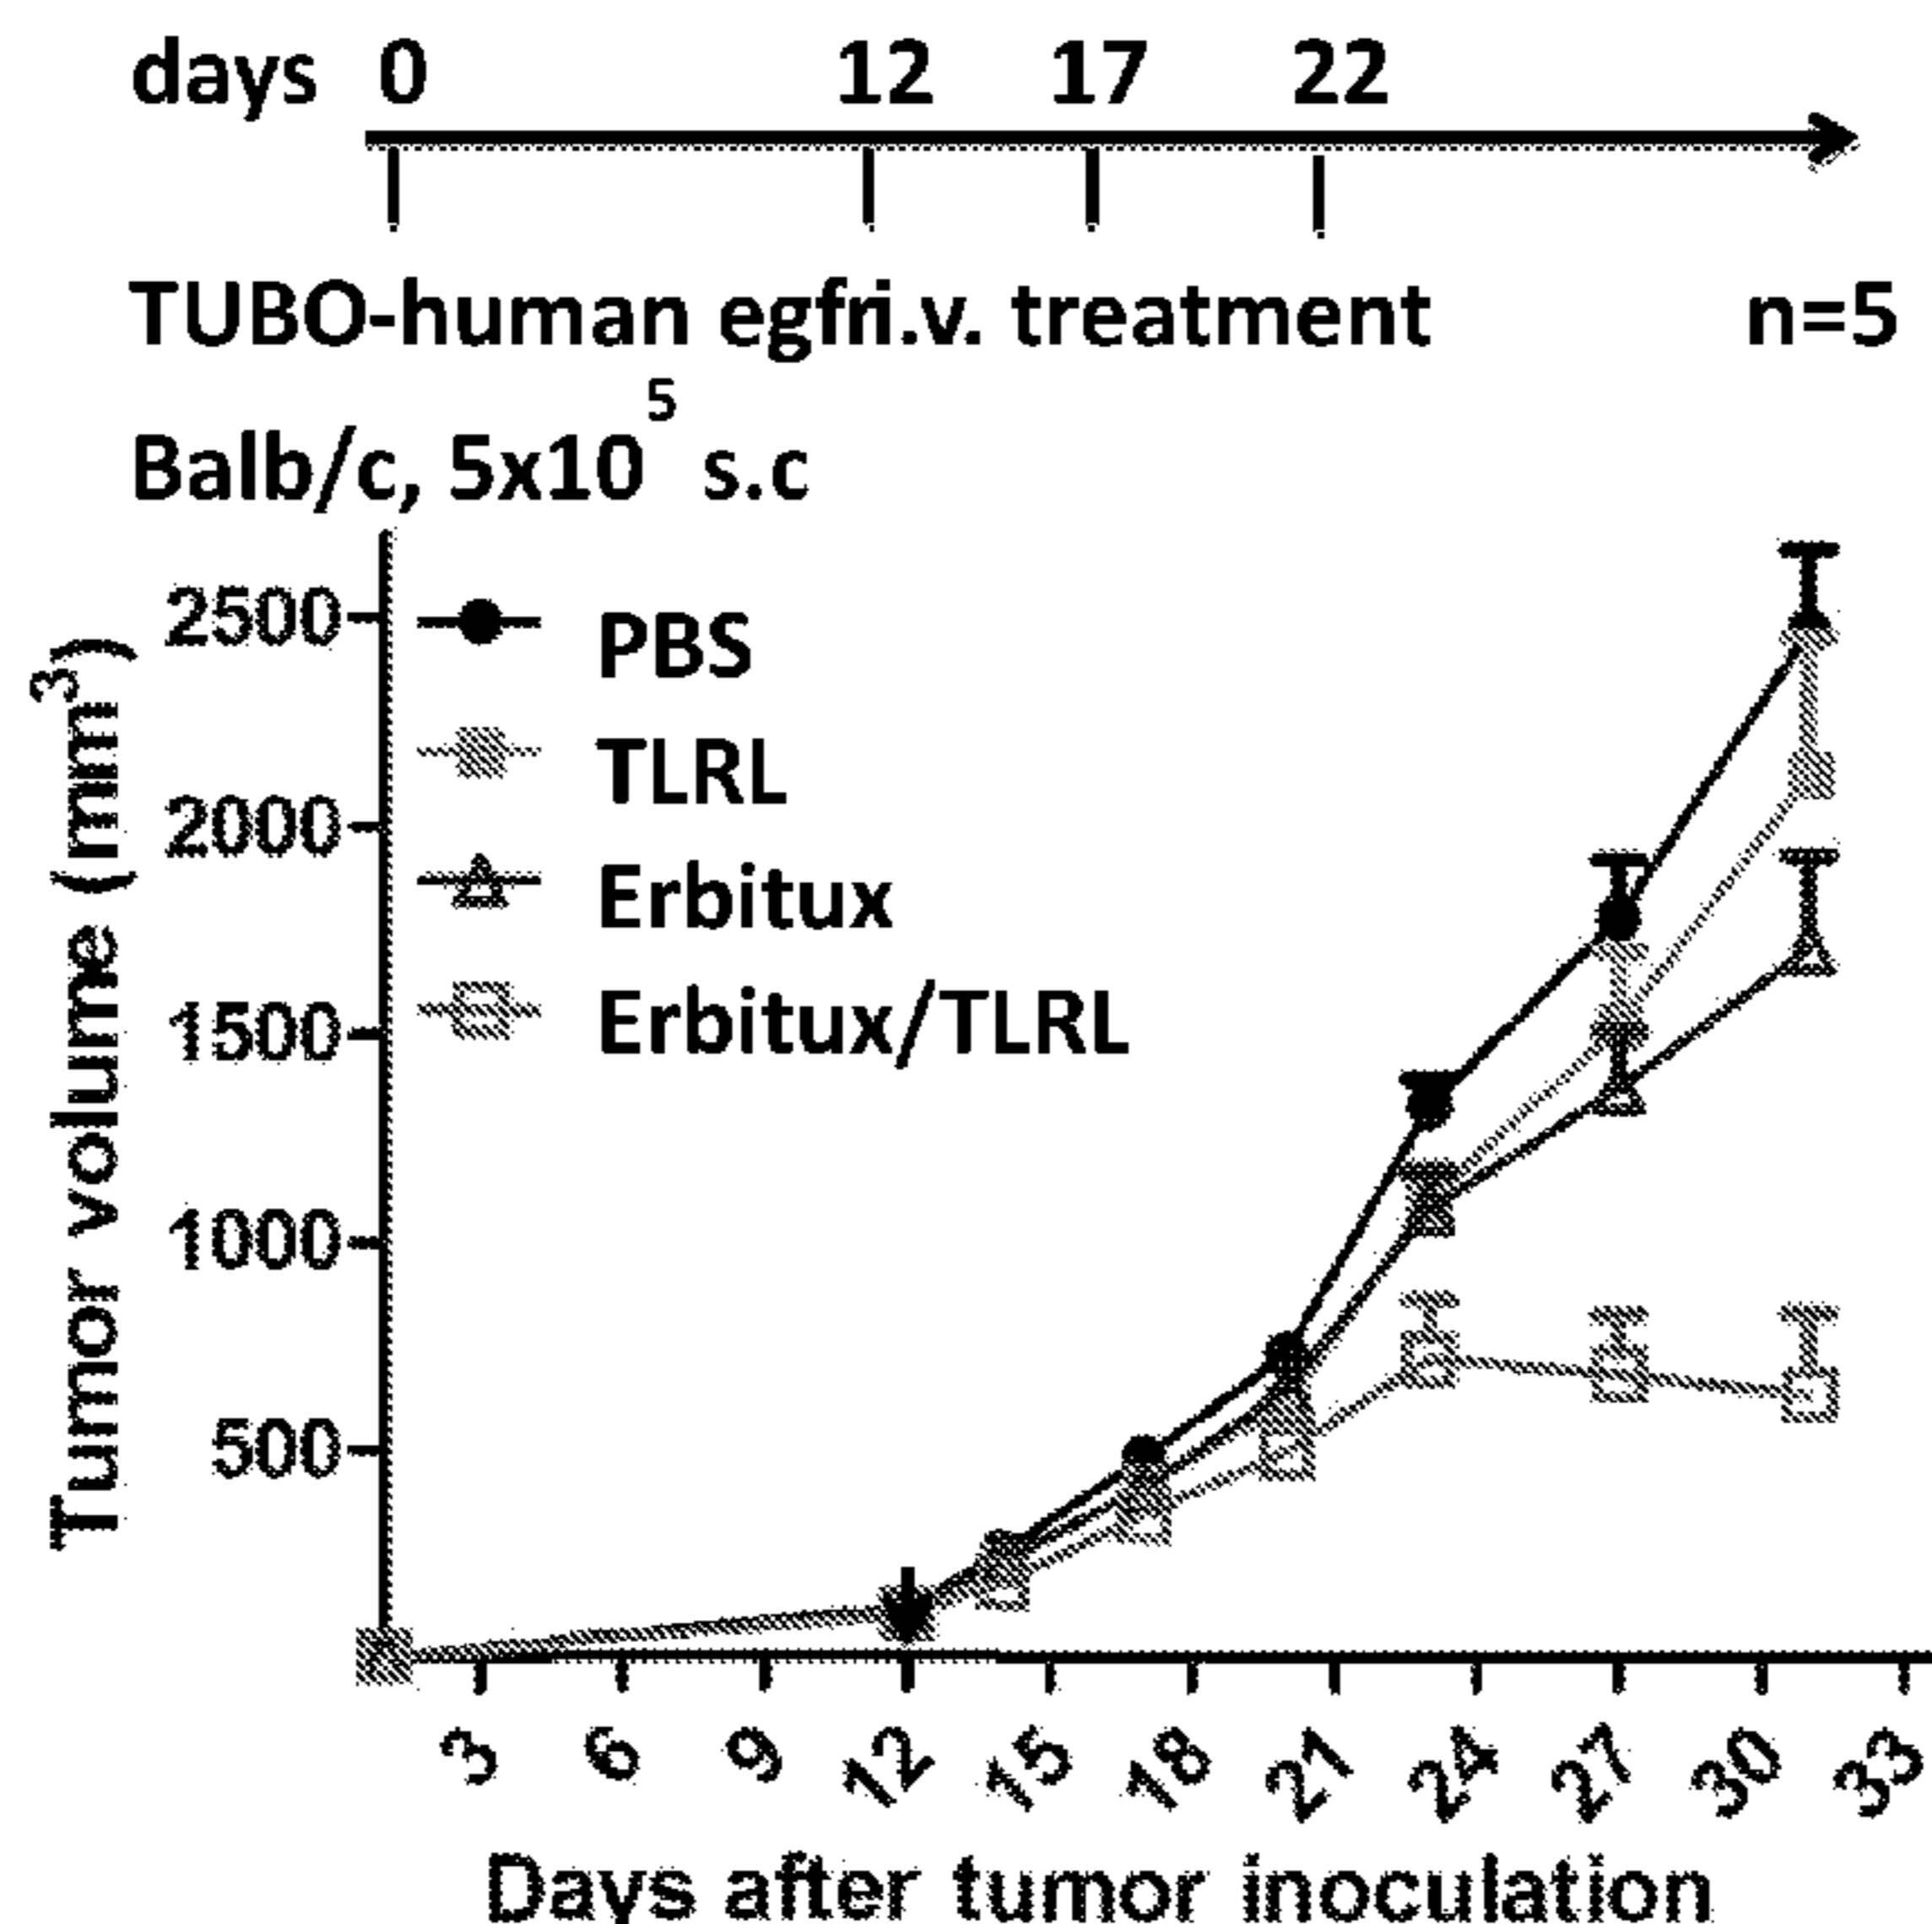 days 0 12 17 22
TUBO-human egfri.v. treatment n=5
Balb/c, 5x10⁵ s.c
PBS
TLRL
Erbitux
Erbitux/TLRL
Tumor volume (mm³)
2500
2000
1500
1000
500
3 6 9 12 15 18 21 24 27 30 33
Days after tumor inoculation